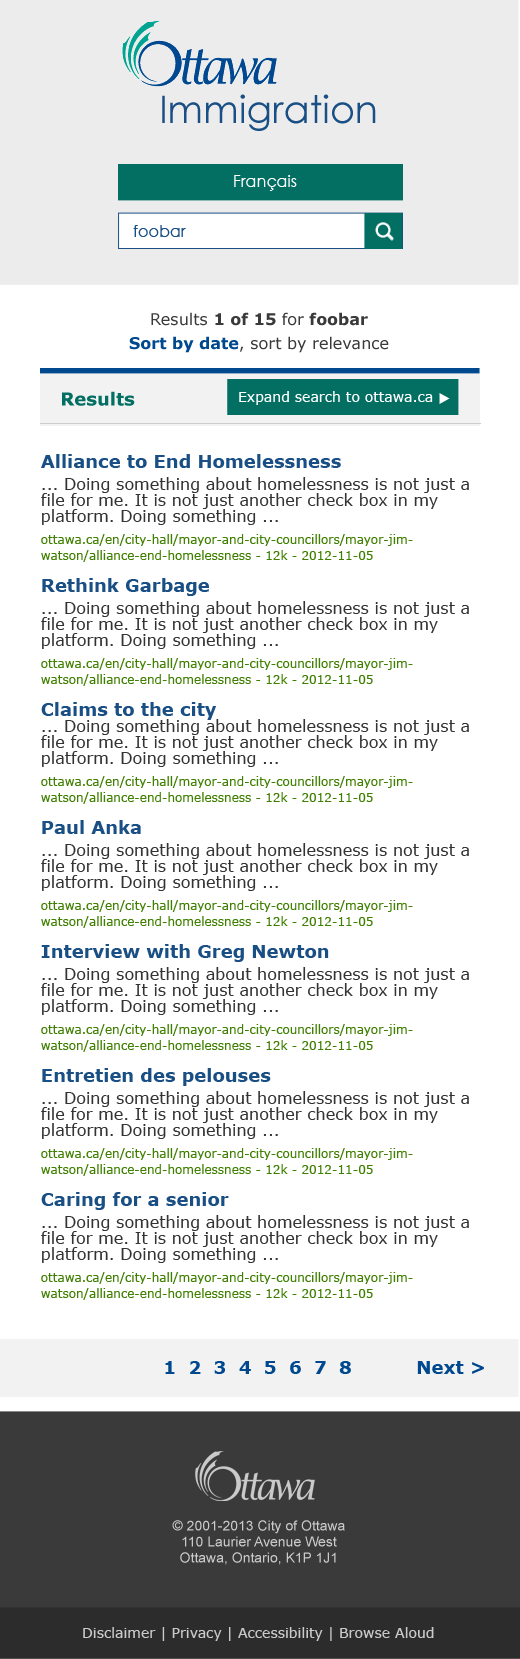 Ottawa
Immigration
Français
foobar
Results 1 of 15 for foobar
Sort by date, sort by relevance
Results
Expand search to ottawa.ca ▶
Alliance to End Homelessness
... Doing something about homelessness is not just a
file for me. It is not just another check box in my
platform. Doing something ...
ottawa.ca/en/city-hall/mayor-and-city-councillors/mayor-jim-
watson/alliance-end-homelessness - 12k - 2012-11-05
Rethink Garbage
... Doing something about homelessness is not just a
file for me. It is not just another check box in my
platform. Doing something ...
ottawa.ca/en/city-hall/mayor-and-city-councillors/mayor-jim-
watson/alliance-end-homelessness - 12k - 2012-11-05
Claims to the city
... Doing something about homelessness is not just a
file for me. It is not just another check box in my
platform. Doing something ...
ottawa.ca/en/city-hall/mayor-and-city-councillors/mayor-jim-
watson/alliance-end-homelessness - 12k - 2012-11-05
Paul Anka
... Doing something about homelessness is not just a
file for me. It is not just another check box in my
platform. Doing something ...
ottawa.ca/en/city-hall/mayor-and-city-councillors/mayor-jim-
watson/alliance-end-homelessness - 12k - 2012-11-05
Interview with Greg Newton
... Doing something about homelessness is not just a
file for me. It is not just another check box in my
platform. Doing something ...
ottawa.ca/en/city-hall/mayor-and-city-councillors/mayor-jim-
watson/alliance-end-homelessness - 12k - 2012-11-05
Entretien des pelouses
... Doing something about homelessness is not just a
file for me. It is not just another check box in my
platform. Doing something ...
ottawa.ca/en/city-hall/mayor-and-city-councillors/mayor-jim-
watson/alliance-end-homelessness - 12k - 2012-11-05
Caring for a senior
... Doing something about homelessness is not just a
file for me. It is not just another check box in my
platform. Doing something ...
ottawa.ca/en/city-hall/mayor-and-city-councillors/mayor-jim-
watson/alliance-end-homelessness - 12k - 2012-11-05
1 2 3 4 5 6 7 8 Next >
Ottawa
© 2001-2013 City of Ottawa
110 Laurier Avenue West
Ottawa, Ontario, K1P 1J1
Disclaimer | Privacy | Accessibility | Browse Aloud